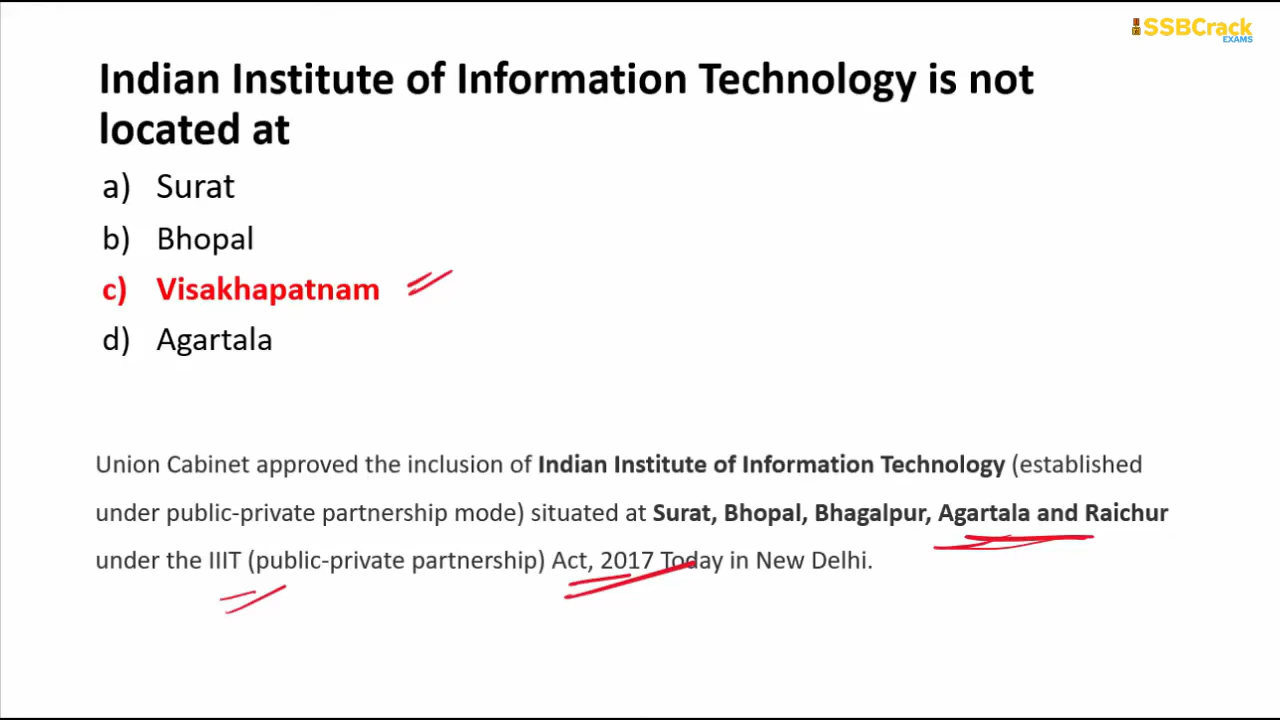 SSBCrack
EXAMS
Indian Institute of Information Technology is not
located at
a) Surat
b) Bhopal
c) Visakhapatnam
d) Agartala
Union Cabinet approved the inclusion of Indian Institute of Information Technology (established
under public-private partnership mode) situated at Surat, Bhopal, Bhagalpur, Agartala and Raichur
under the IIIT (public-private partnership) Act, 2017 Today in New Delhi.